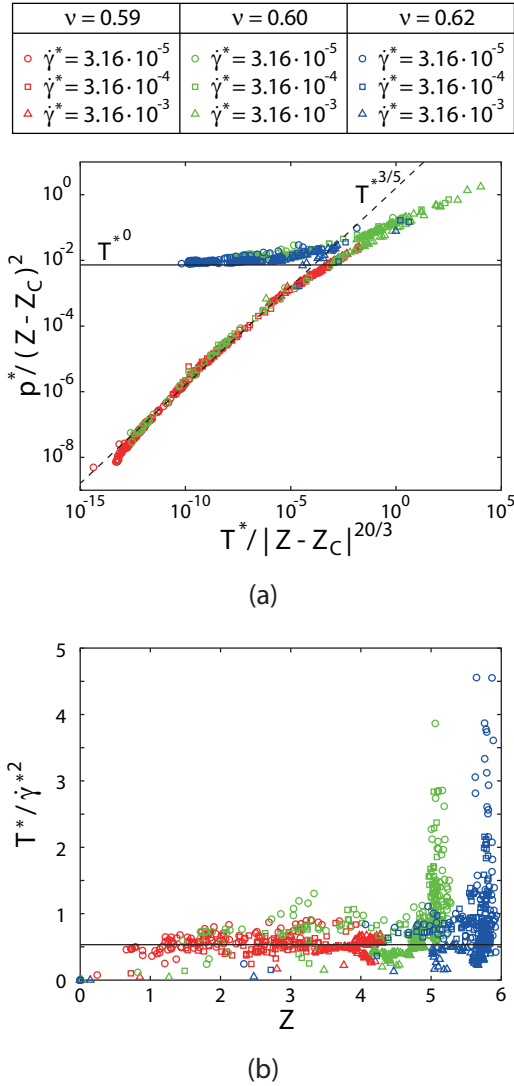 ν = 0.59 ν = 0.60 ν = 0.62
γ̇* = 3.16·10⁻⁵ γ̇* = 3.16·10⁻⁵ γ̇* = 3.16·10⁻⁵
γ̇* = 3.16·10⁻⁴ γ̇* = 3.16·10⁻⁴ γ̇* = 3.16·10⁻⁴
γ̇* = 3.16·10⁻³ γ̇* = 3.16·10⁻³ γ̇* = 3.16·10⁻³
p*/(Z - Z_C)²
10⁰
10⁻²
10⁻⁴
10⁻⁶
10⁻⁸
T*⁰
T*³ᐟ⁵
10⁻¹⁵ 10⁻¹⁰ 10⁻⁵ 10⁰ 10⁵
T*/|Z - Z_C|²⁰ᐟ³
(a)
T*/γ̇*²
5
4
3
2
1
0
0 1 2 3 4 5 6
Z
(b)